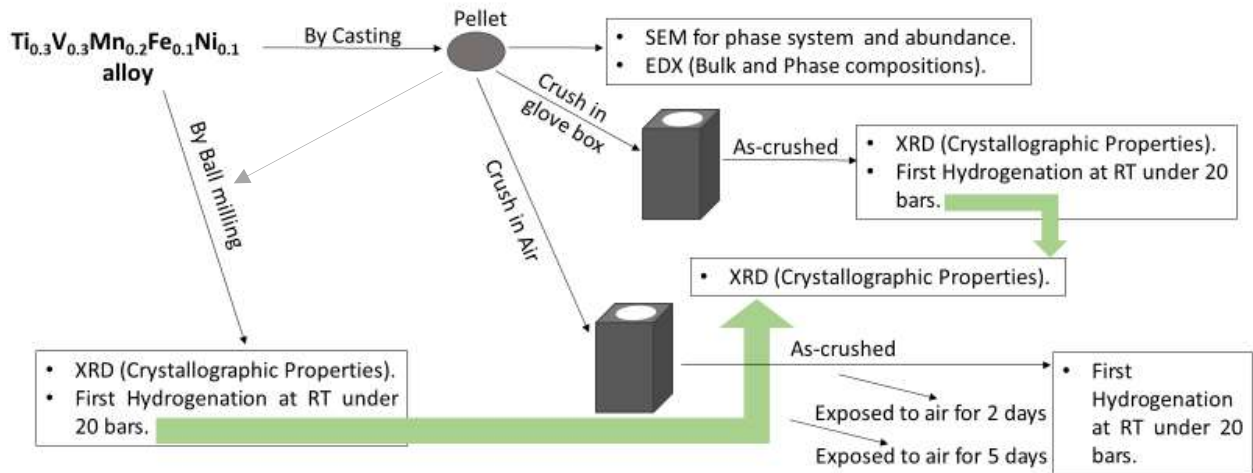 Pellet
Ti0.3V0.3Mn0.2Fe0.1Ni0.1
alloy
By Casting
• SEM for phase system and abundance.
• EDX (Bulk and Phase compositions).
Crush in
glove box
As-crushed
• XRD (Crystallographic Properties).
• First Hydrogenation at RT under 20
bars.
By Ball milling
Crush in Air
• XRD (Crystallographic Properties).
• XRD (Crystallographic Properties).
• First Hydrogenation at RT under
20 bars.
As-crushed
Exposed to air for 2 days
Exposed to air for 5 days
• First
Hydrogenation
at RT under 20
bars.